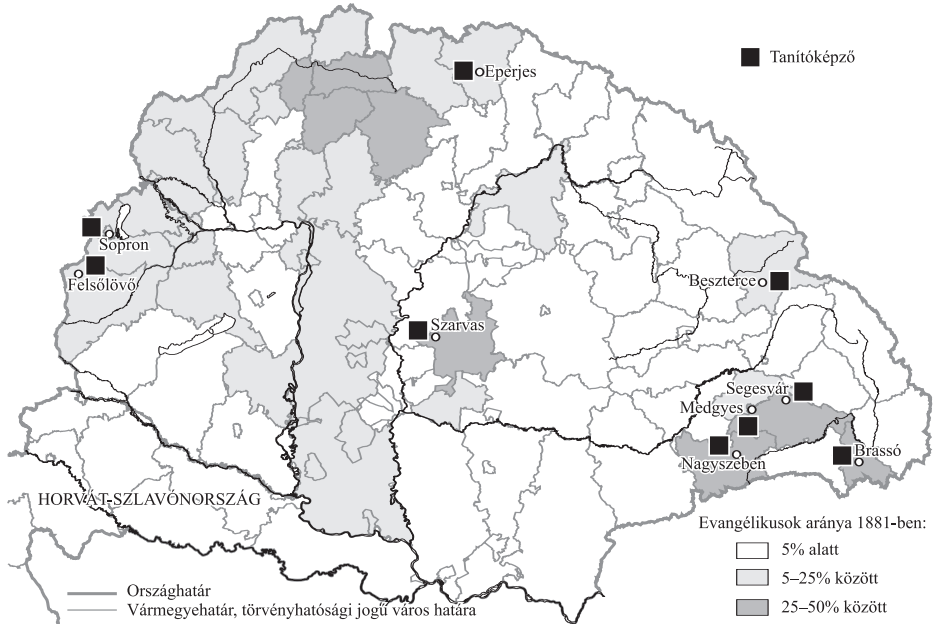 Tanítóképző
Eperjes
Sopron
Felsőlövő
Beszterce
Szarvas
Segesvár
Medgyes
Brassó
Nagyszeben
HORVÁT-SZLAVÓNORSZÁG
Evangélikusok aránya 1881-ben:
5% alatt
5–25% között
25–50% között
Országhatár
Vármegyehatár, törvényhatósági jogű város határa